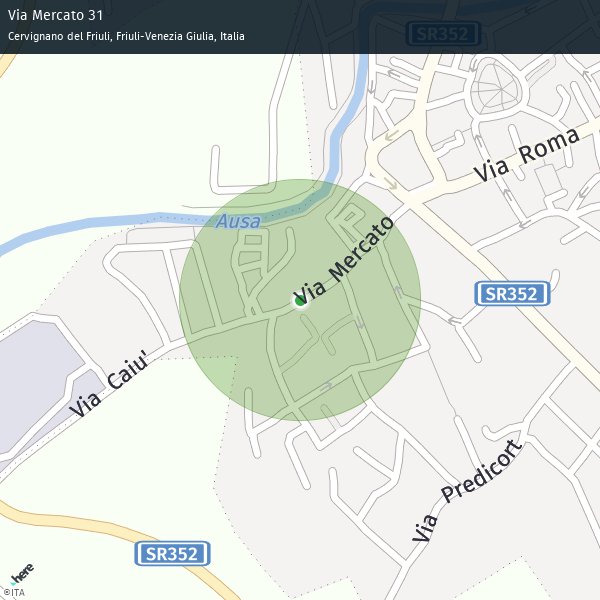 Via Mercato 31
Cervignano del Friuli, Friuli-Venezia Giulia, Italia
SR352
Via Roma
Ausa
Via Mercato
SR352
Via Caiu'
Via Predicort
SR352
here
©ITA